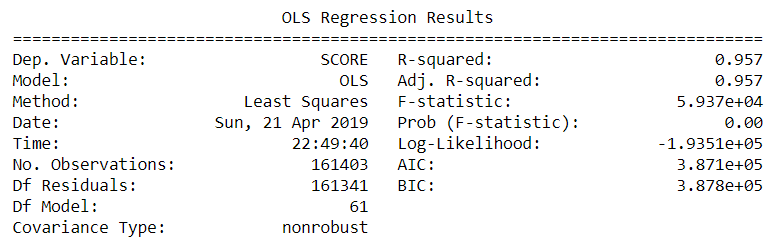 OLS Regression Results
==============================================================================
Dep. Variable: SCORE R-squared: 0.957
Model: OLS Adj. R-squared: 0.957
Method: Least Squares F-statistic: 5.937e+04
Date: Sun, 21 Apr 2019 Prob (F-statistic): 0.00
Time: 22:49:40 Log-Likelihood: -1.9351e+05
No. Observations: 161403 AIC: 3.871e+05
Df Residuals: 161341 BIC: 3.878e+05
Df Model: 61
Covariance Type: nonrobust